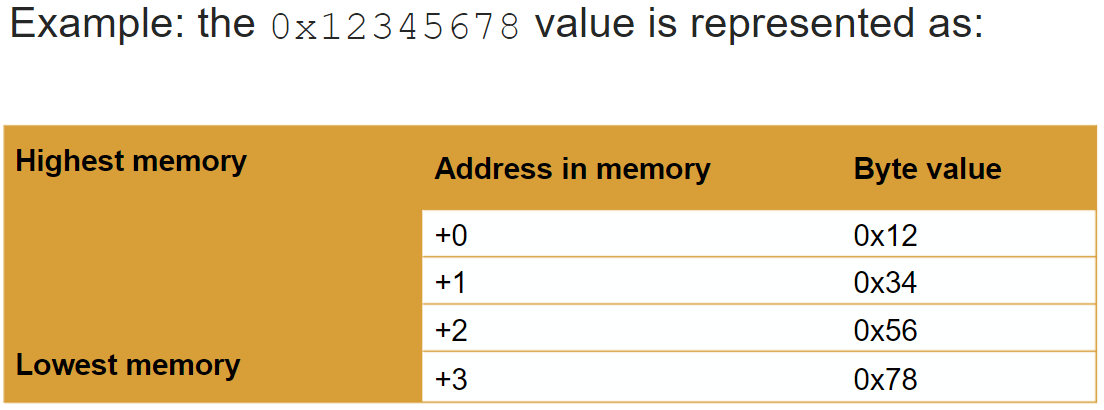 Example: the 0x12345678 value is represented as:
Highest memory Address in memory Byte value
+0 0x12
+1 0x34
+2 0x56
Lowest memory +3 0x78